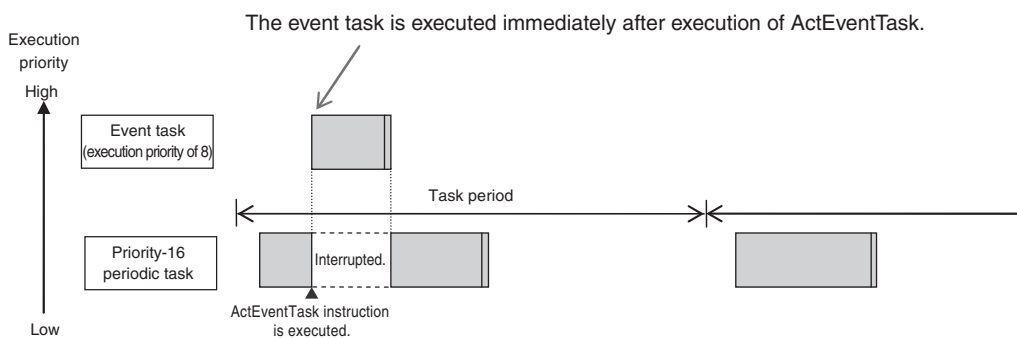 The event task is executed immediately after execution of ActEventTask.
Execution
priority
High
Event task
(execution priority of 8)
Task period
Priority-16
periodic task
Interrupted.
ActEventTask instruction
is executed.
Low